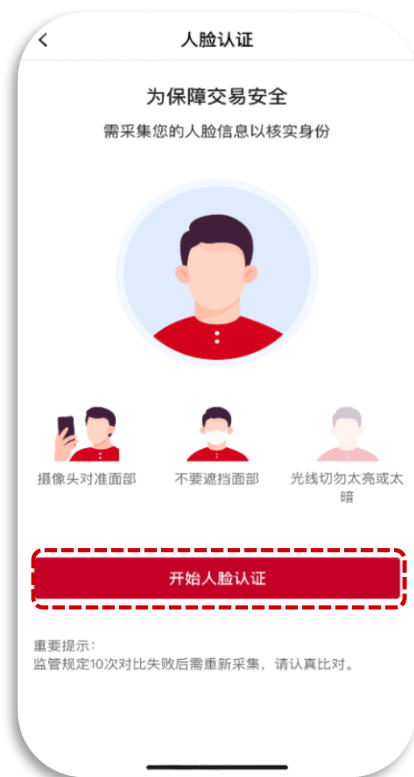 人脸认证
为保障交易安全
需采集您的人脸信息以核实身份
摄像头对准面部
不要遮挡面部
光线切勿太亮或太
暗
开始人脸认证
重要提示：
监管规定10次对比失败后需重新采集，请认真比对。